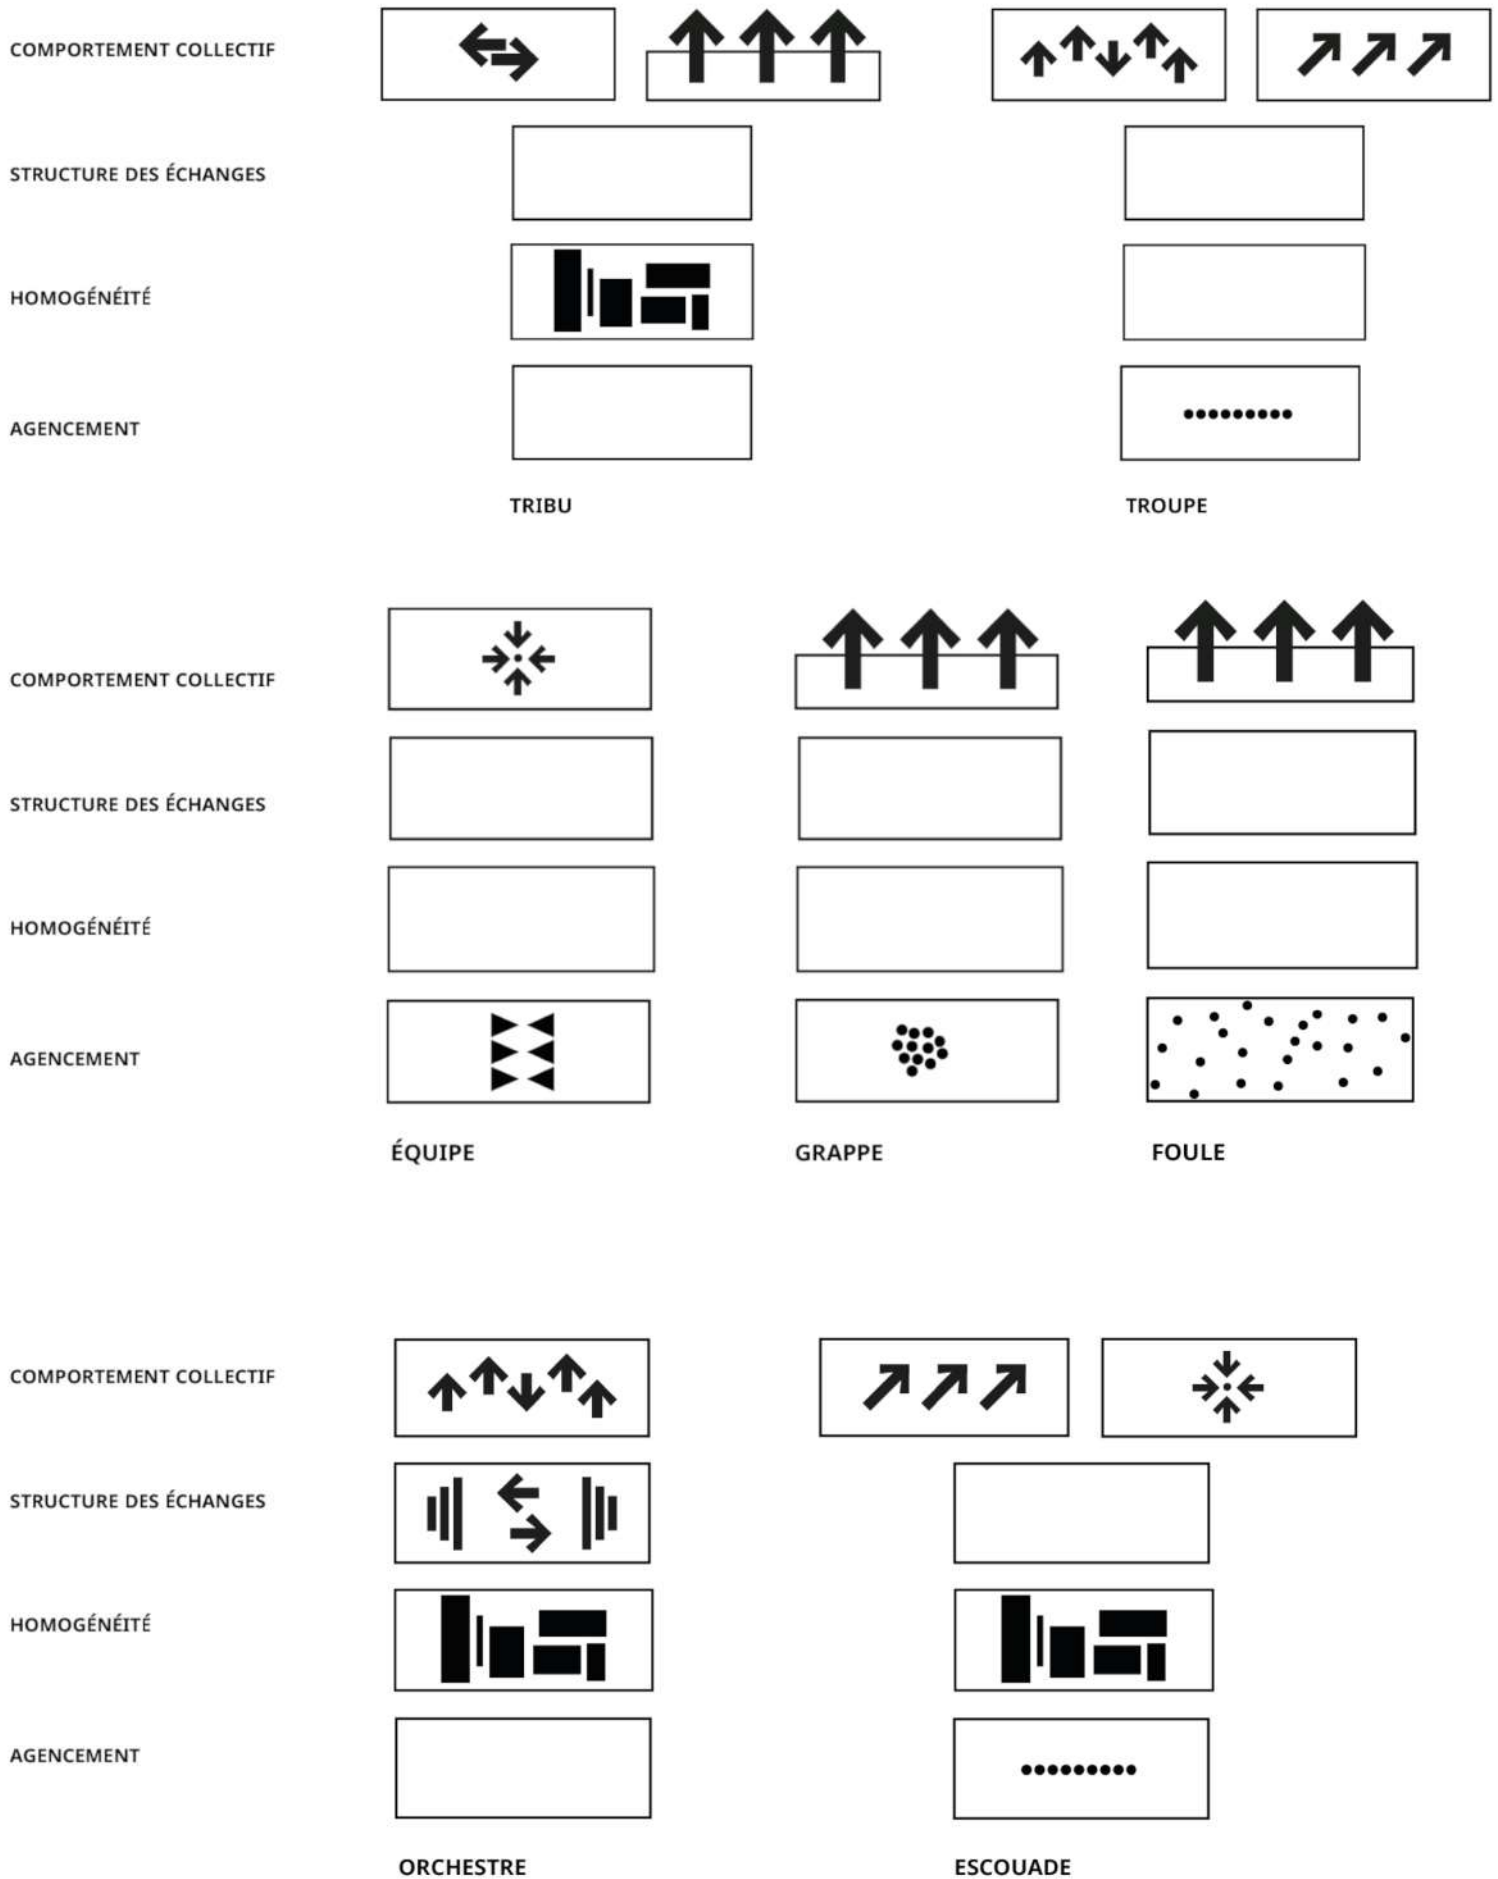 COMPORTEMENT COLLECTIF
STRUCTURE DES ÉCHANGES
HOMOGÉNÉITÉ
AGENCEMENT
TRIBU TROUPE
COMPORTEMENT COLLECTIF
STRUCTURE DES ÉCHANGES
HOMOGÉNÉITÉ
AGENCEMENT
ÉQUIPE GRAPPE FOULE
COMPORTEMENT COLLECTIF
STRUCTURE DES ÉCHANGES
HOMOGÉNÉITÉ
AGENCEMENT
ORCHESTRE ESCOUADE